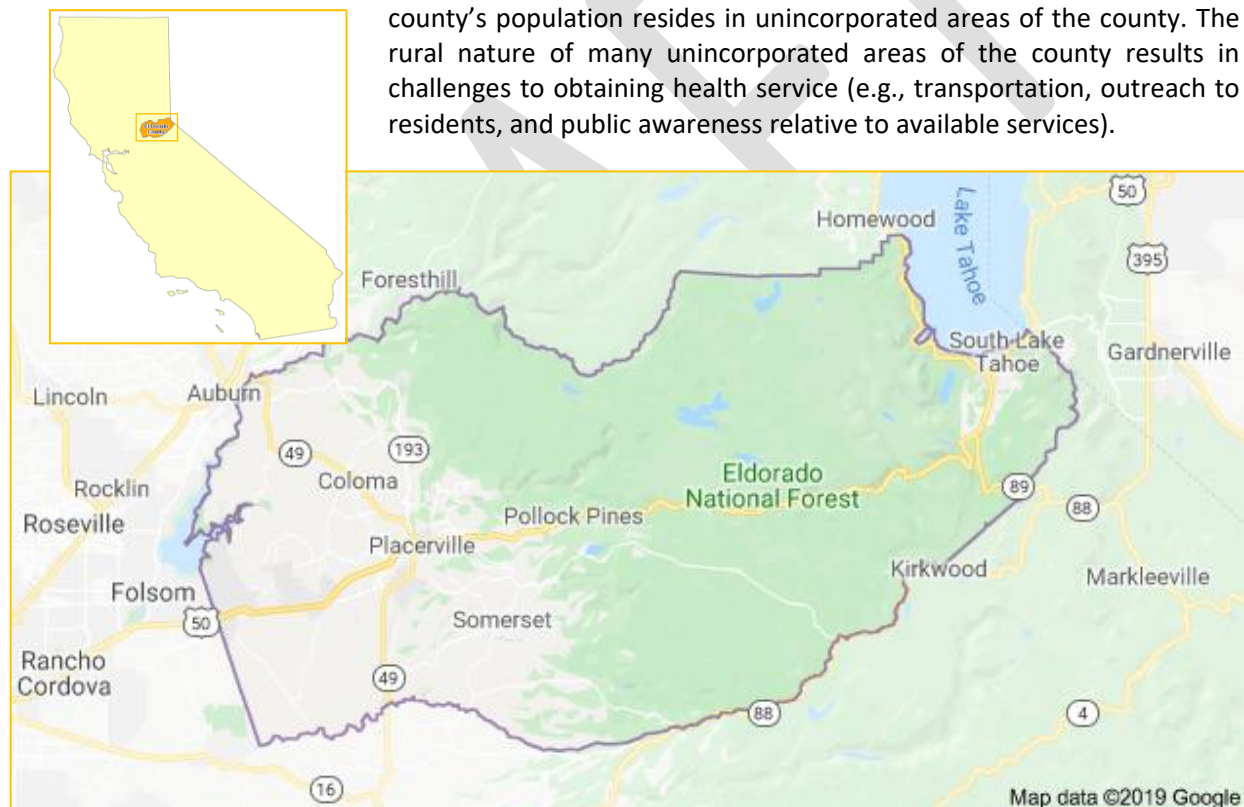 county’s population resides in unincorporated areas of the county. The
rural nature of many unincorporated areas of the county results in
challenges to obtaining health service (e.g., transportation, outreach to
residents, and public awareness relative to available services).
El Dorado
County
50
Homewood
Lake Tahoe
395
Foresthill
South Lake
Tahoe
Gardnerville
Lincoln
Auburn
49
193
Coloma
Rocklin
Eldorado
National Forest
89
Roseville
Pollock Pines
88
Placerville
Kirkwood
Markleeville
Folsom
50
Somerset
Rancho
Cordova
49
88
4
16
Map data ©2019 Google